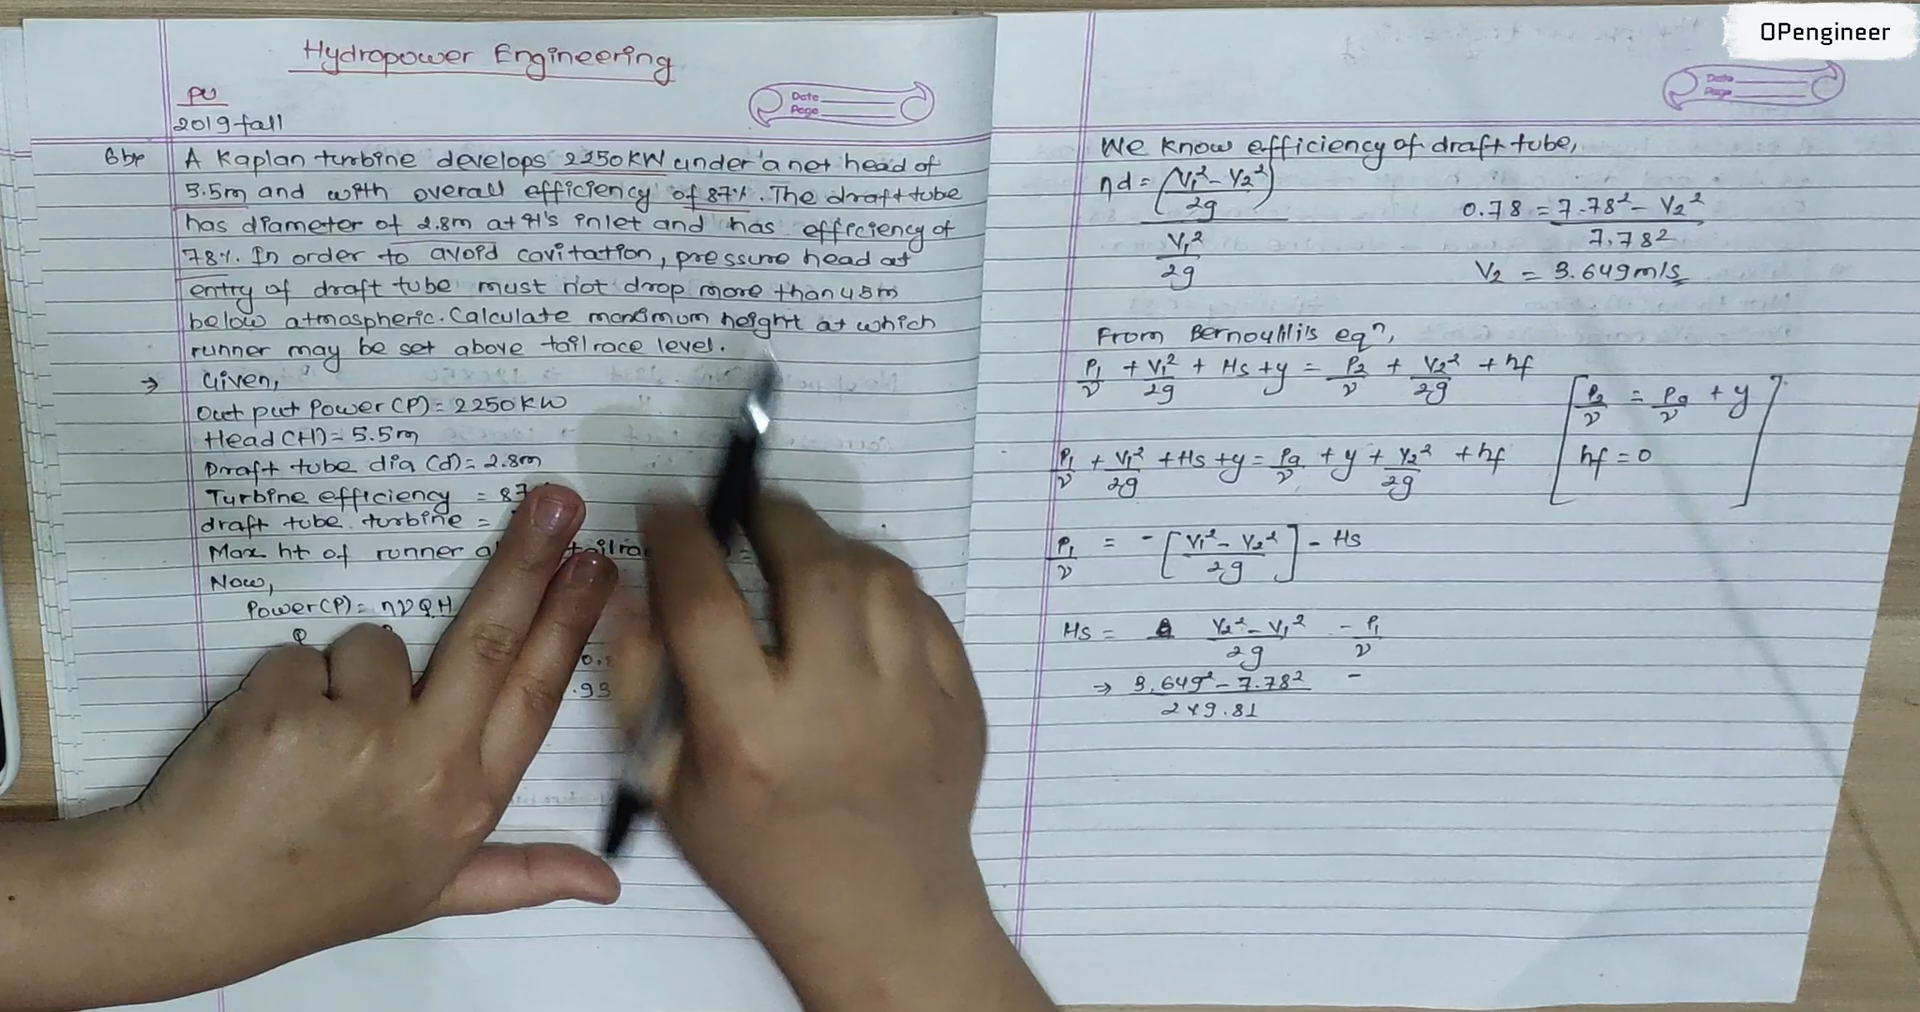 OPengineer
Hydropower Engineering
PU
2019 fall
Date
Page
6b)
A Kaplan turbine develops 2250 KW under a net head of
5.5m and with overall efficiency of 87%. The draft tube
has diameter of 2.8m at it's inlet and has efficiency of
78%. In order to avoid cavitation, pressure head at
entry of draft tube must not drop more than 4.5m
below atmospheric. Calculate maximum height at which
runner may be set above tailrace level.
→ Given,
Out put Power (P) = 2250 KW
Head (H) = 5.5m
Draft tube dia (d) = 2.8m
Turbine efficiency = 87
draft tube turbine =
Max ht of runner
Now,
Power (P) = ηγQH
Q
0.8
.93
Date
Page
We know efficiency of draft tube,
ηd = (V₁² - V₂² / 2g) / (V₁² / 2g)
0.78 = 7.78² - V₂² / 7.78²
V₂ = 3.649 m/s
From Bernoulli's eqⁿ,
P₁/γ + V₁²/2g + Hs + y = P₂/γ + V₂²/2g + hf
[P₂/γ = Pa/γ + y
hf = 0]
P₁/γ + V₁²/2g + Hs + y = Pa/γ + y + V₂²/2g + hf
P₁/γ = - [V₁² - V₂² / 2g] - Hs
Hs = V₂² - V₁² / 2g - P₁/γ
→ 3.649² - 7.78² / 2×9.81 -